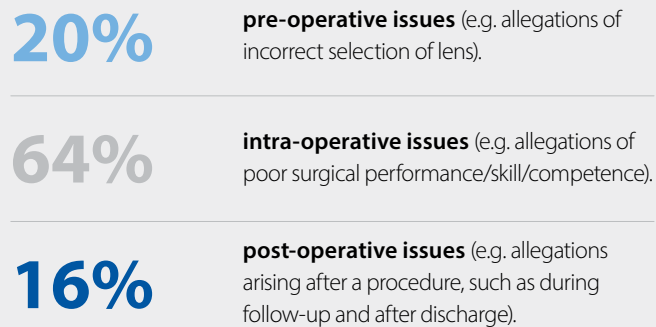 20%
pre-operative issues (e.g. allegations of
incorrect selection of lens).
64%
intra-operative issues (e.g. allegations of
poor surgical performance/skill/competence).
16%
post-operative issues (e.g. allegations
arising after a procedure, such as during
follow-up and after discharge).